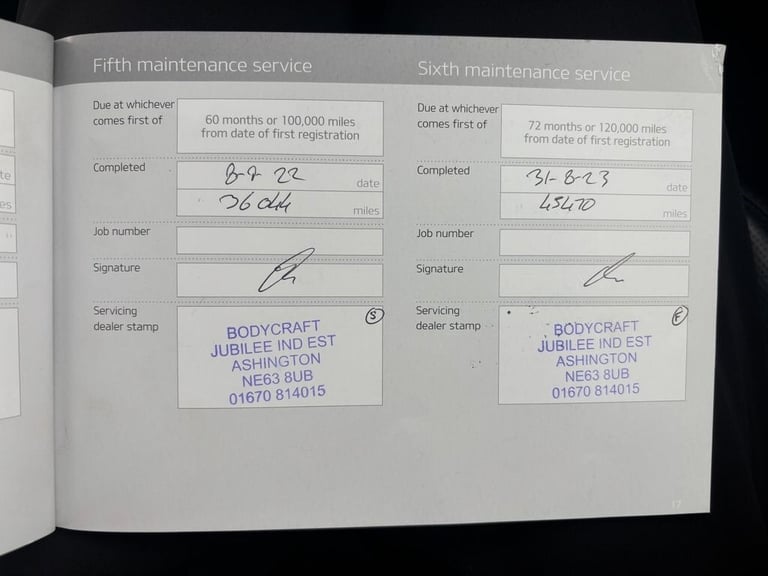 Fifth maintenance service
Due at whichever
comes first of
60 months or 100,000 miles
from date of first registration
Completed
date
36044
miles
Job number
Signature
Servicing
dealer stamp
S
BODYCRAFT
JUBILEE IND EST
ASHINGTON
NE63 8UB
01670 814015
Sixth maintenance service
Due at whichever
comes first of
72 months or 120,000 miles
from date of first registration
Completed
31-8-23
date
45470
miles
Job number
Signature
Servicing
dealer stamp
F
BODYCRAFT
JUBILEE IND EST
ASHINGTON
NE63 8UB
01670 814015
17
te
es